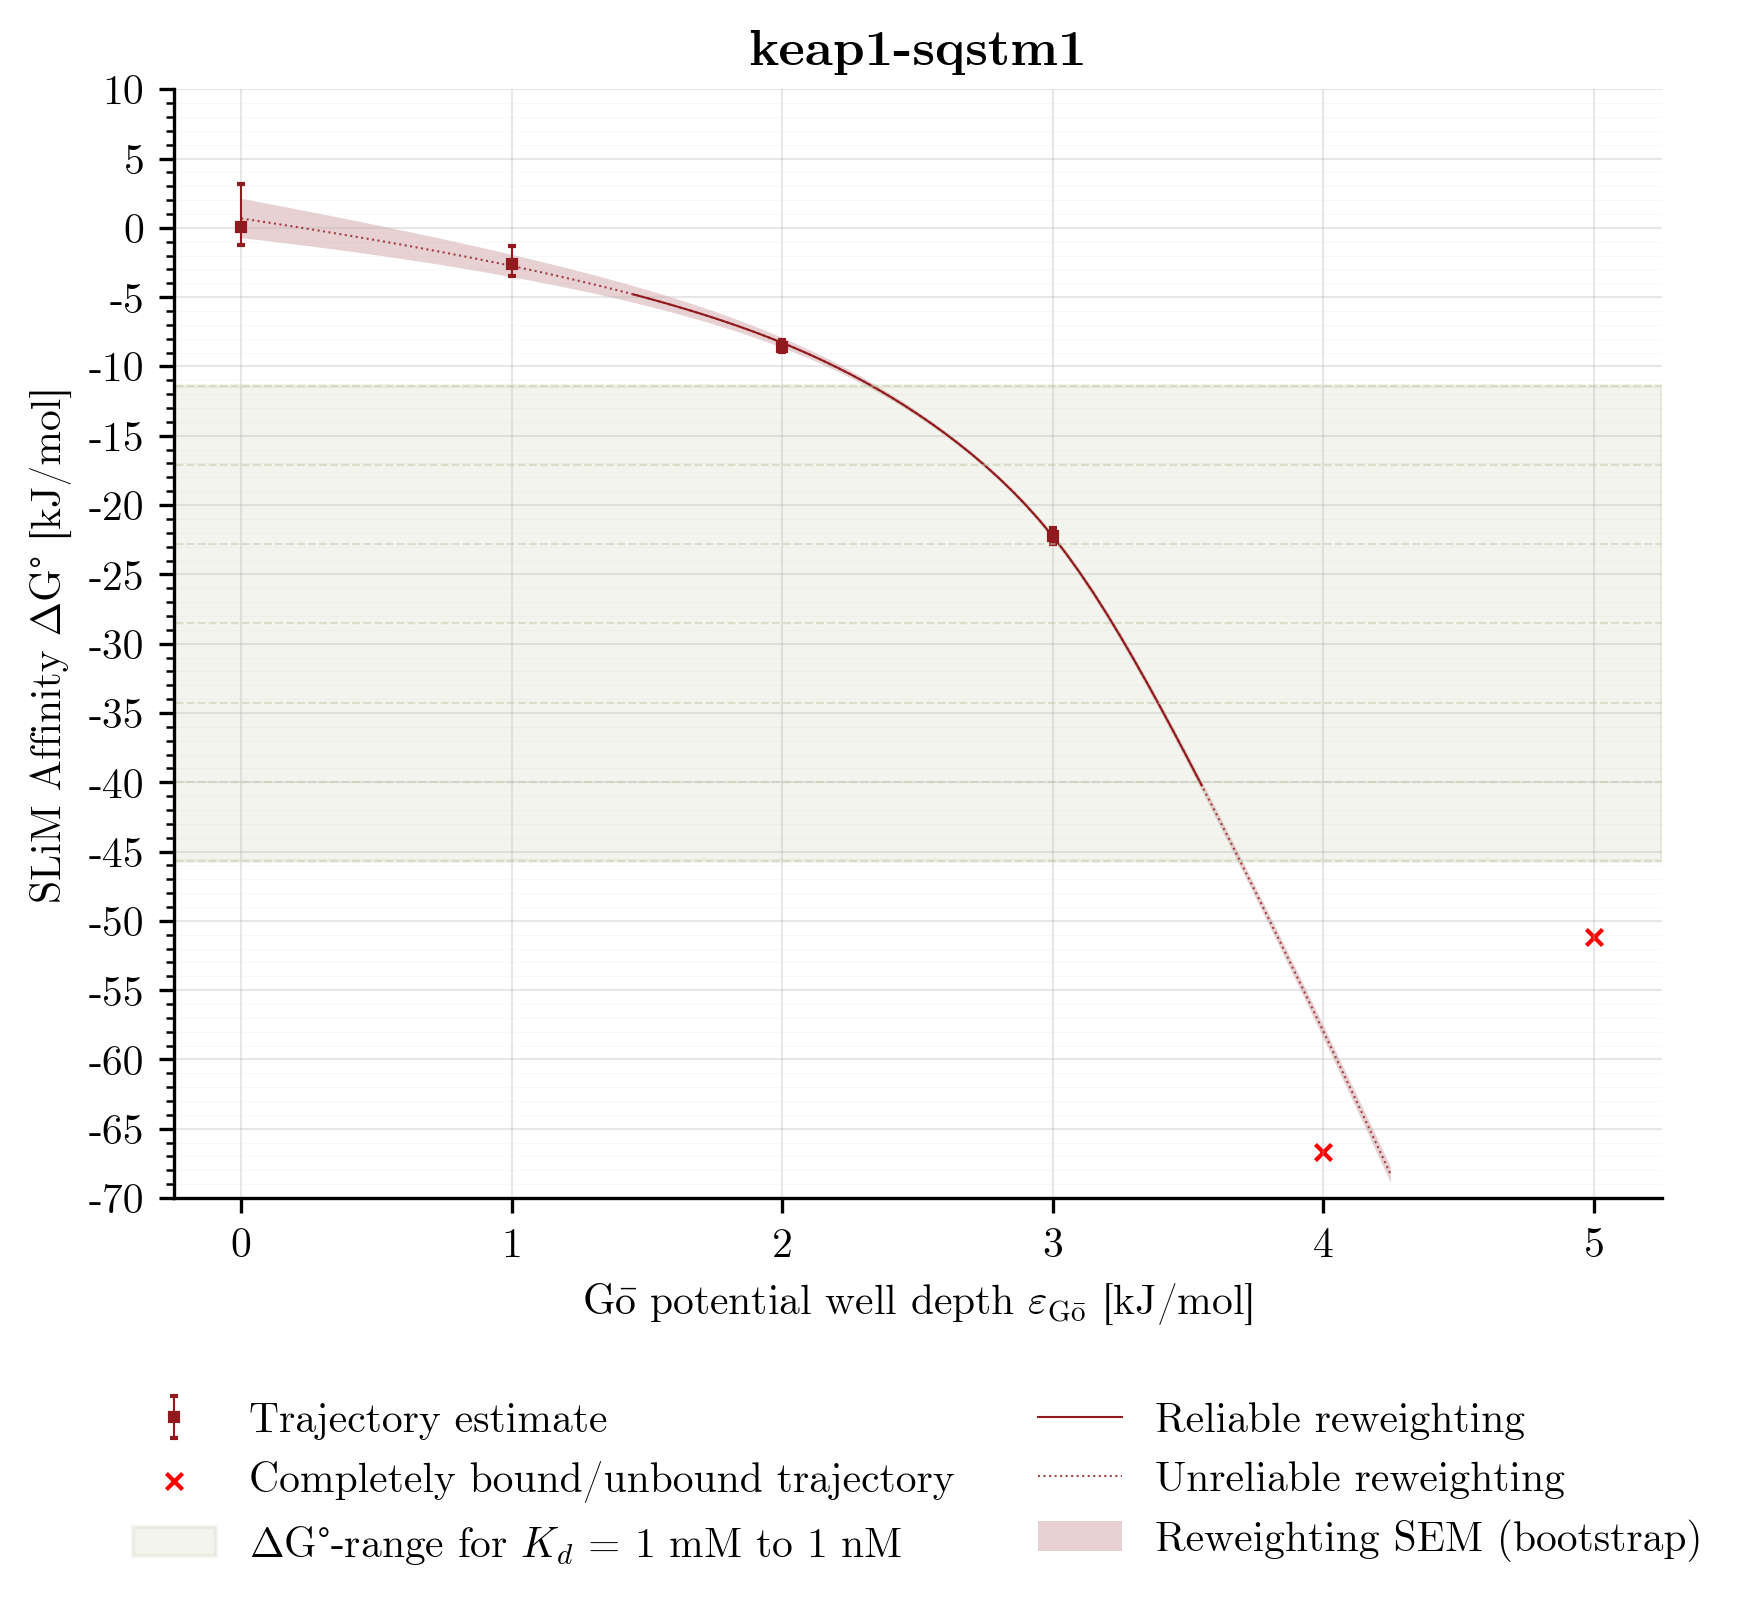 keap1-sqstm1
SLiM Affinity ΔG° [kJ/mol]
10
5
0
-5
-10
-15
-20
-25
-30
-35
-40
-45
-50
-55
-60
-65
-70
0 1 2 3 4 5
Gō potential well depth ε_Gō [kJ/mol]
Trajectory estimate
Completely bound/unbound trajectory
ΔG°-range for K_d = 1 mM to 1 nM
Reliable reweighting
Unreliable reweighting
Reweighting SEM (bootstrap)